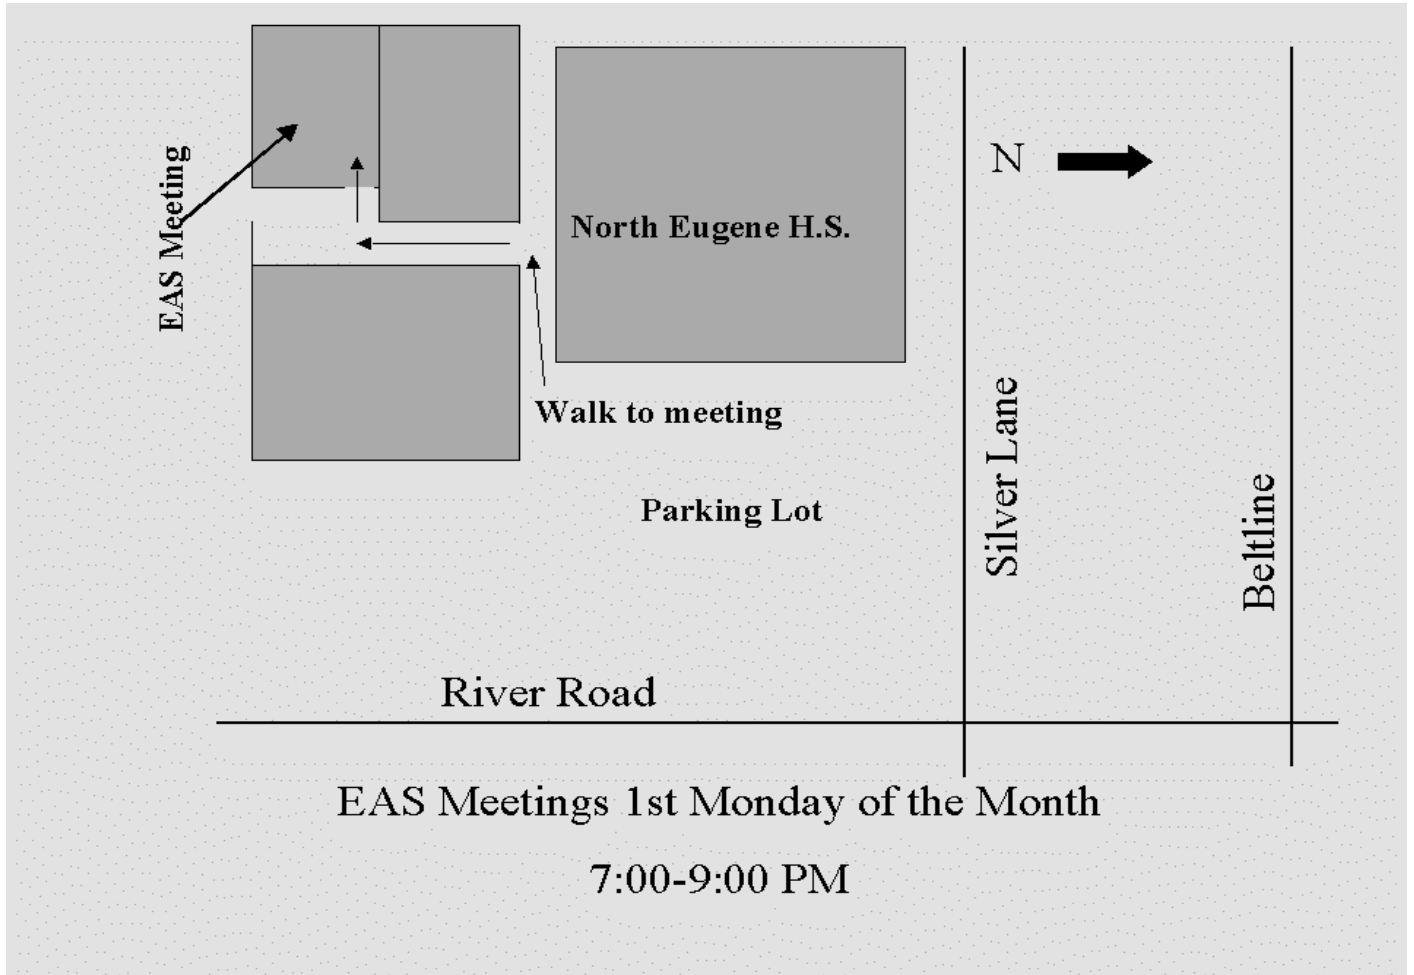 EAS Meeting
N
North Eugene H.S.
Walk to meeting
Parking Lot
Silver Lane
Beltline
River Road
EAS Meetings 1st Monday of the Month
7:00-9:00 PM